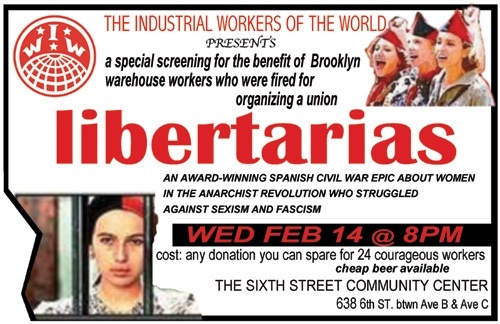 THE INDUSTRIAL WORKERS OF THE WORLD
I
W W
PRESENTS
a special screening for the benefit of Brooklyn
warehouse workers who were fired for
organizing a union
libertarias
AN AWARD-WINNING SPANISH CIVIL WAR EPIC ABOUT WOMEN
IN THE ANARCHIST REVOLUTION WHO STRUGGLED
AGAINST SEXISM AND FASCISM
WED FEB 14 @ 8PM
cost: any donation you can spare for 24 courageous workers
cheap beer available
THE SIXTH STREET COMMUNITY CENTER
638 6th ST. btwn Ave B & Ave C